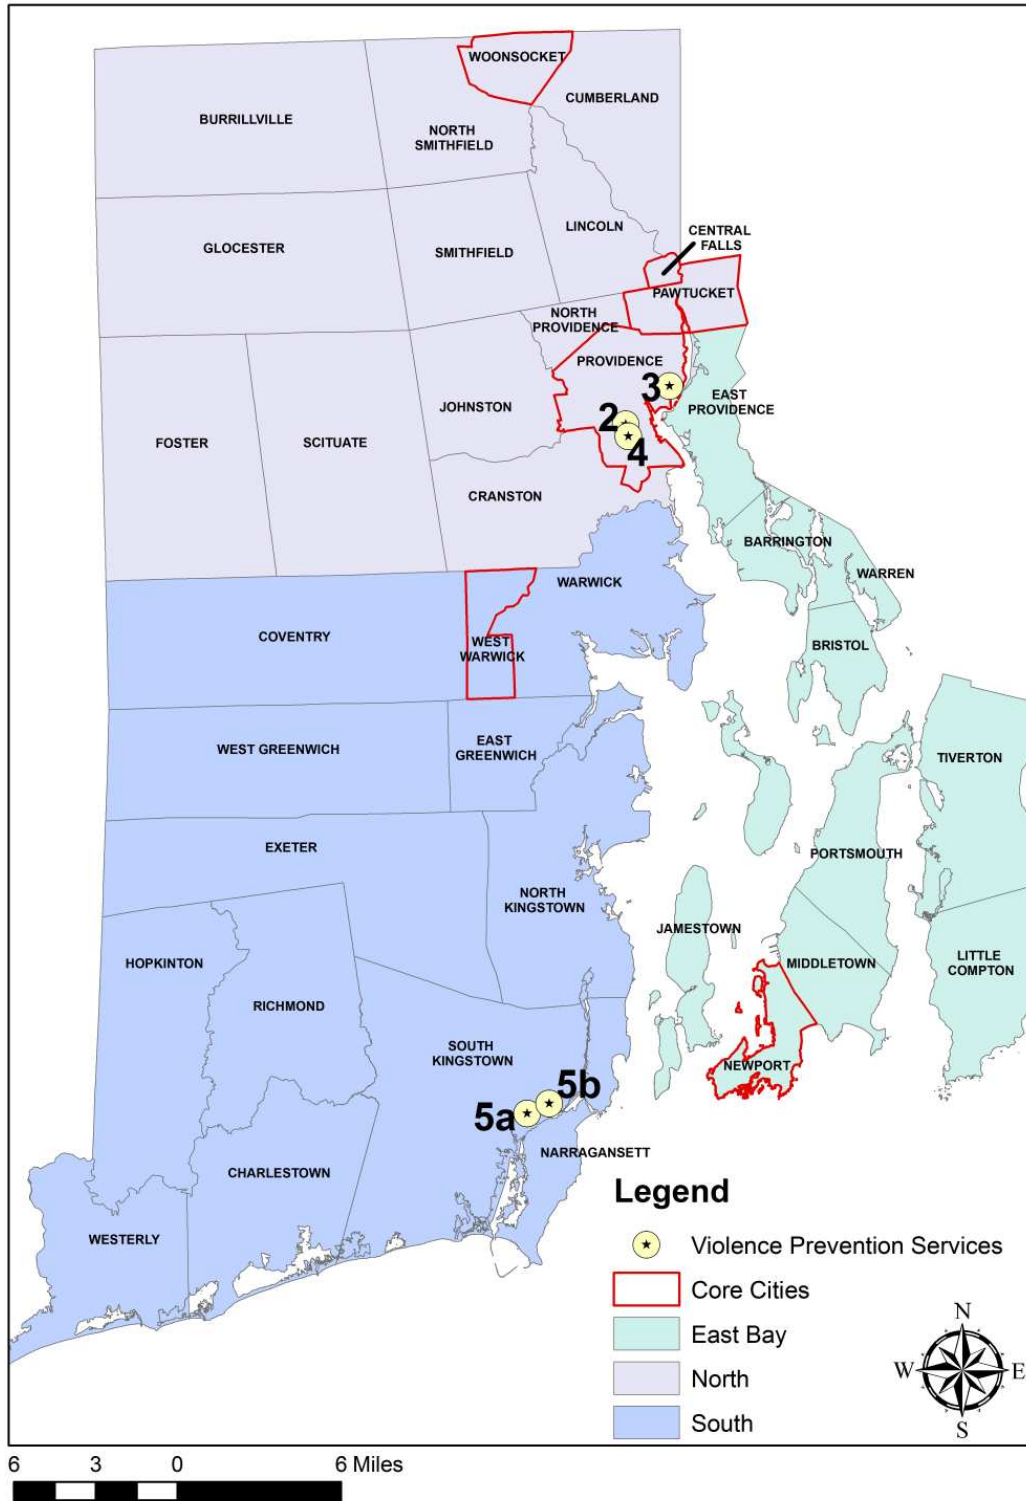 WOONSOCKET
CUMBERLAND
BURRILLVILLE
NORTH
SMITHFIELD
LINCOLN
CENTRAL
FALLS
GLOCESTER
SMITHFIELD
PAWTUCKET
NORTH
PROVIDENCE
PROVIDENCE
3
EAST
PROVIDENCE
JOHNSTON
2
4
FOSTER
SCITUATE
CRANSTON
BARRINGTON
WARREN
WARWICK
COVENTRY
WEST
WARWICK
BRISTOL
WEST GREENWICH
EAST
GREENWICH
TIVERTON
EXETER
PORTSMOUTH
NORTH
KINGSTOWN
JAMESTOWN
HOPKINTON
MIDDLETOWN
LITTLE
COMPTON
RICHMOND
SOUTH
KINGSTOWN
NEWPORT
5b
5a
NARRAGANSETT
CHARLESTOWN
WESTERLY
Legend
Violence Prevention Services
Core Cities
East Bay
North
South
N
W E
S
6 3 0 6 Miles